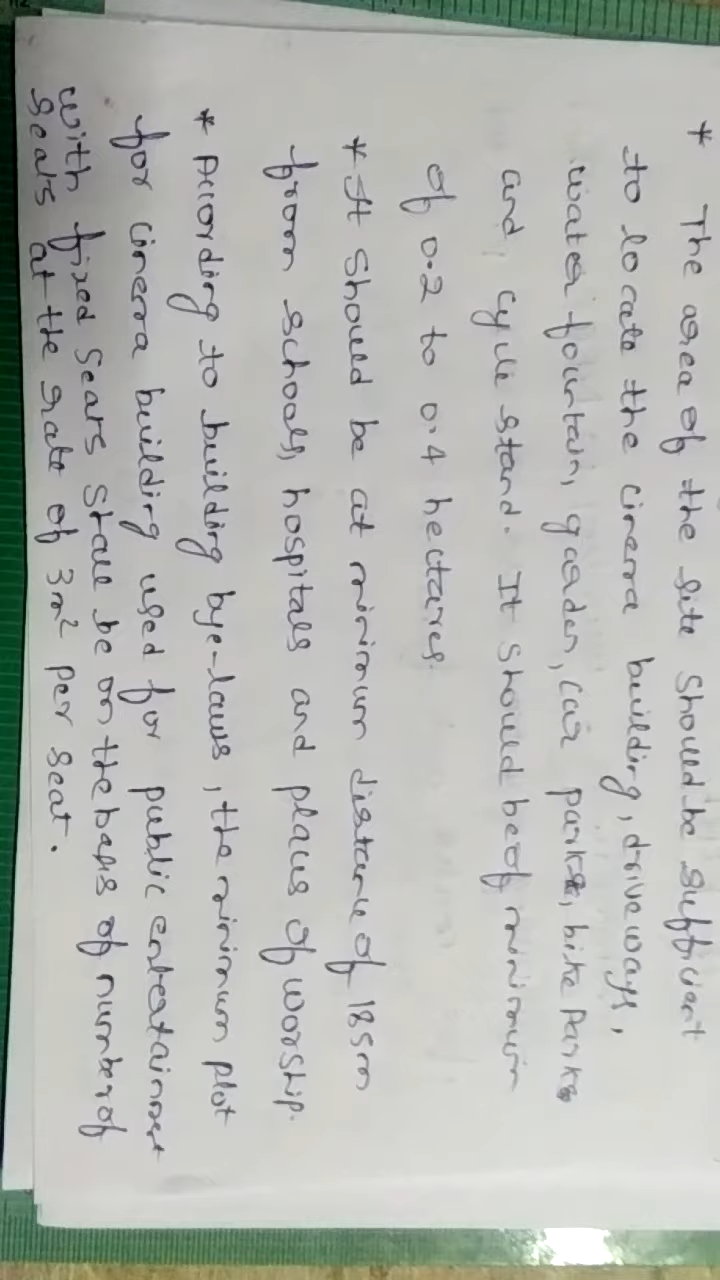 * The area of the site should be sufficient
to locate the cinema building, driveways,
water fountain, garden, car parks, bike parks
and, cycle stand. It should be of minimum
of 0.2 to 0.4 hectares.
* It should be at minimum distance of 185m
from schools, hospitals and places of worship.
* According to building bye-laws, the minimum plot
for cinema building used for public entertainment
with fixed sears shall be on the basis of number of
seats at the rate of 3m² per seat.